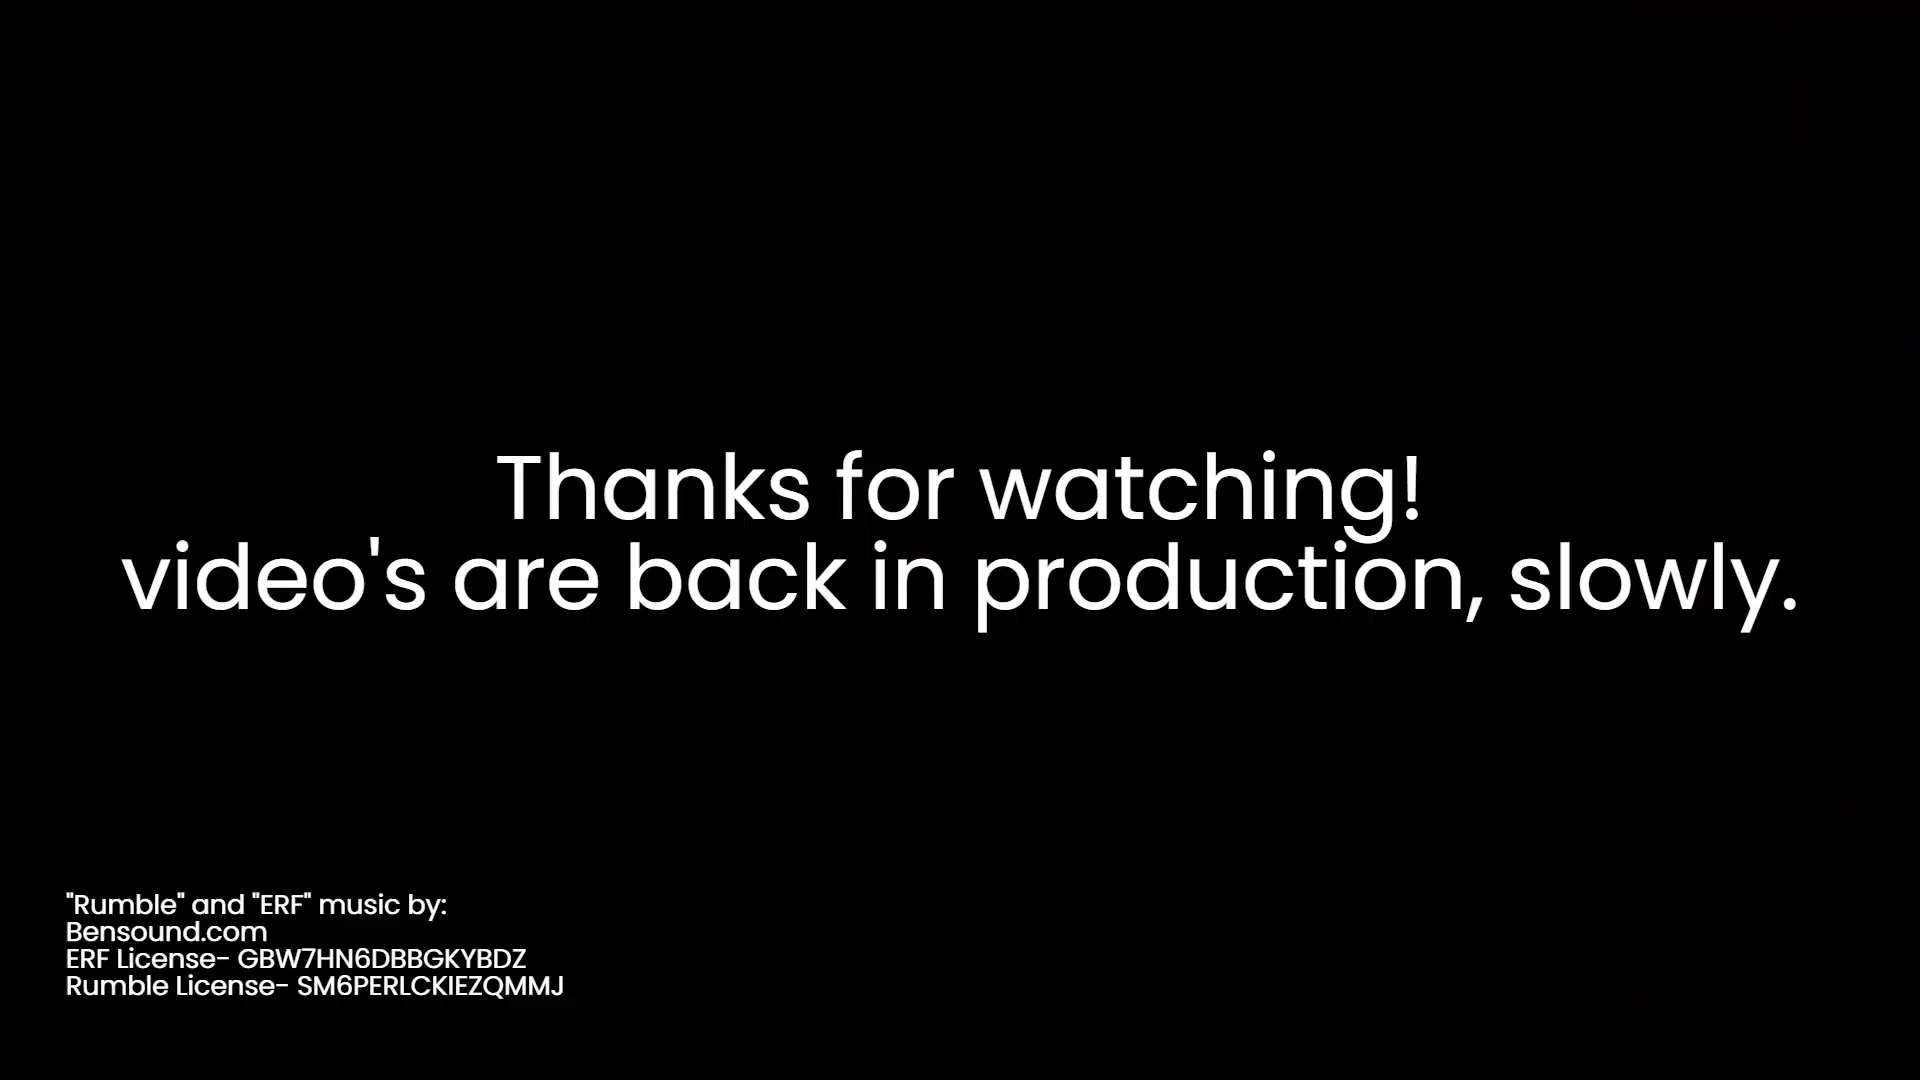 Thanks for watching!
video's are back in production, slowly.
"Rumble" and "ERF" music by:
Bensound.com
ERF License- GBW7HN6DBBGKYBDZ
Rumble License- SM6PERLCKIEZQMMJ